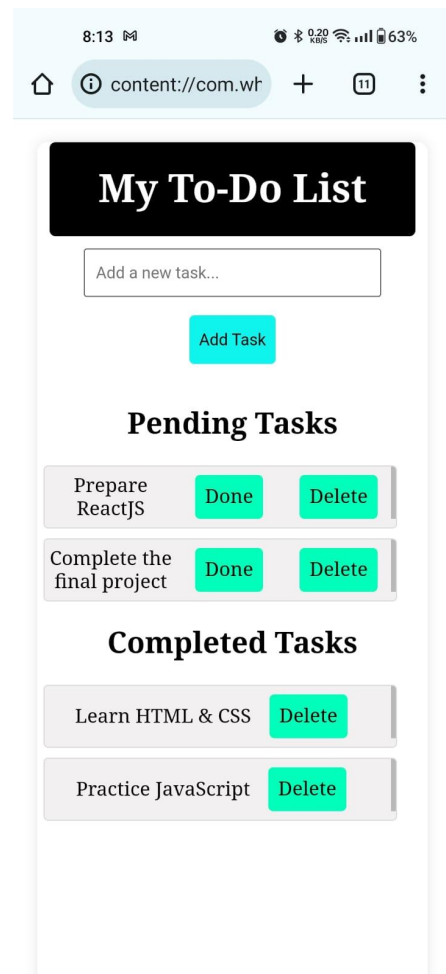 8:13
0.20
KB/S
63%
content://com.wh
11
My To-Do List
Add a new task...
Add Task
Pending Tasks
Prepare
ReactJS
Done
Delete
Complete the
final project
Done
Delete
Completed Tasks
Learn HTML & CSS
Delete
Practice JavaScript
Delete